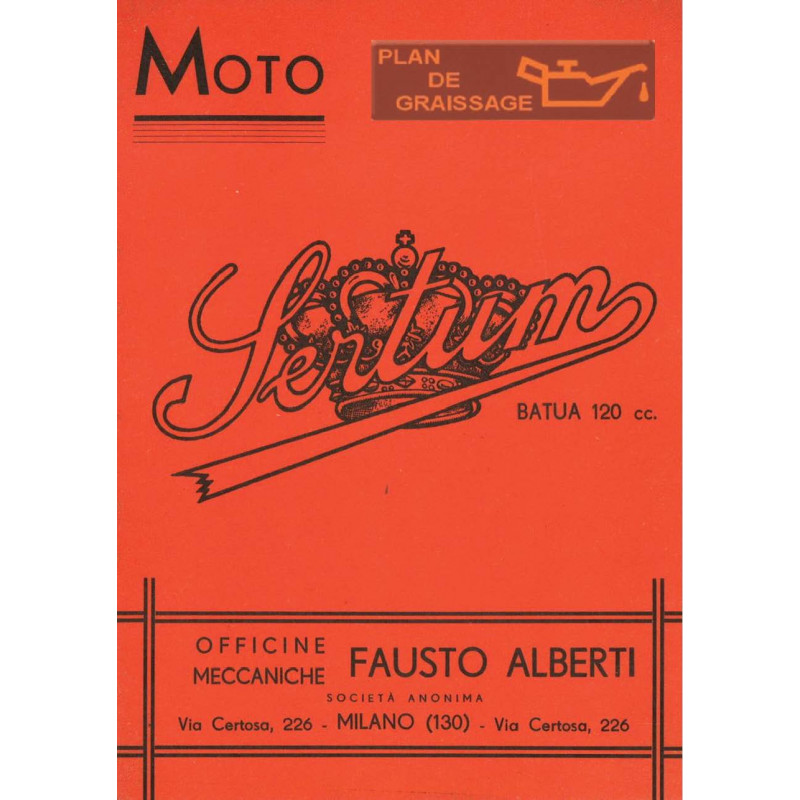 MOTO
PLAN
DE
GRAISSAGE
Sertum
BATUA 120 cc.
OFFICINE
MECCANICHE FAUSTO ALBERTI
SOCIETÀ ANONIMA
Via Certosa, 226 - MILANO (130) - Via Certosa, 226